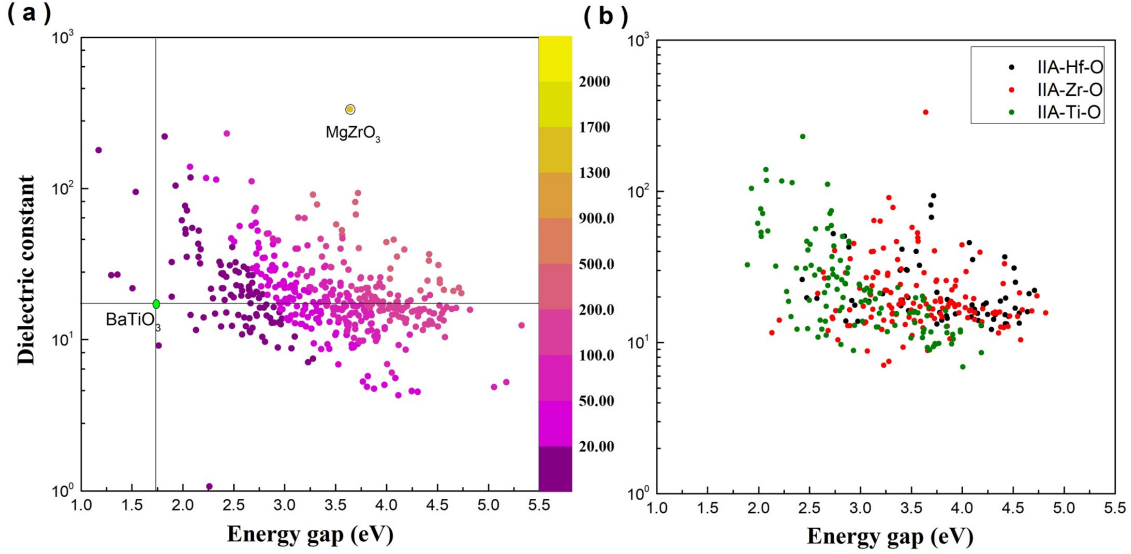 ( a )
10³
10²
10¹
10⁰
Dielectric constant
MgZrO₃
BaTiO₃
1.0 1.5 2.0 2.5 3.0 3.5 4.0 4.5 5.0 5.5
Energy gap (eV)
2000
1700
1300
900.0
500.0
200.0
100.0
50.00
20.00
( b )
10³
10²
10¹
10⁰
IIA-Hf-O
IIA-Zr-O
IIA-Ti-O
1.0 1.5 2.0 2.5 3.0 3.5 4.0 4.5 5.0 5.5
Energy gap (eV)